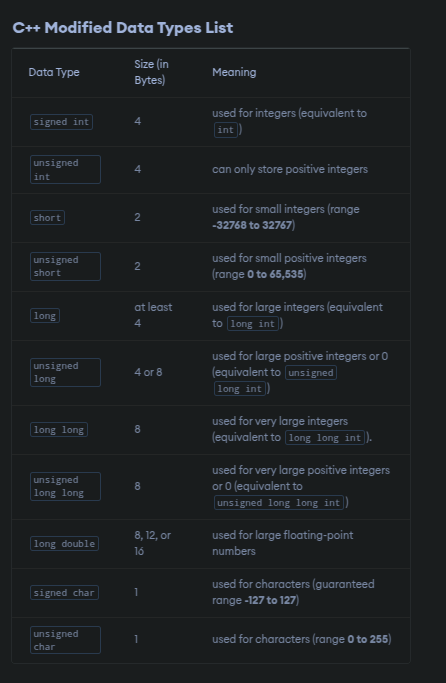 C++ Modified Data Types List
Data Type
Size (in
Bytes)
Meaning
signed int
4
used for integers (equivalent to
int )
unsigned
int
4
can only store positive integers
short
2
used for small integers (range
-32768 to 32767)
unsigned
short
2
used for small positive integers
(range 0 to 65,535)
long
at least
4
used for large integers (equivalent
to long int )
unsigned
long
4 or 8
used for large positive integers or 0
(equivalent to unsigned
long int )
long long
8
used for very large integers
(equivalent to long long int ).
unsigned
long long
8
used for very large positive integers
or 0 (equivalent to
unsigned long long int )
long double
8, 12, or
16
used for large floating-point
numbers
signed char
1
used for characters (guaranteed
range -127 to 127)
unsigned
char
1
used for characters (range 0 to 255)